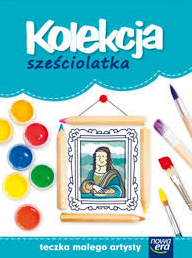 Kolekcja
sześciolatka
teczka małego artysty
nowa
era